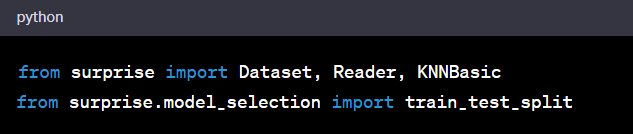 python
from surprise import Dataset, Reader, KNNBasic
from surprise.model_selection import train_test_split